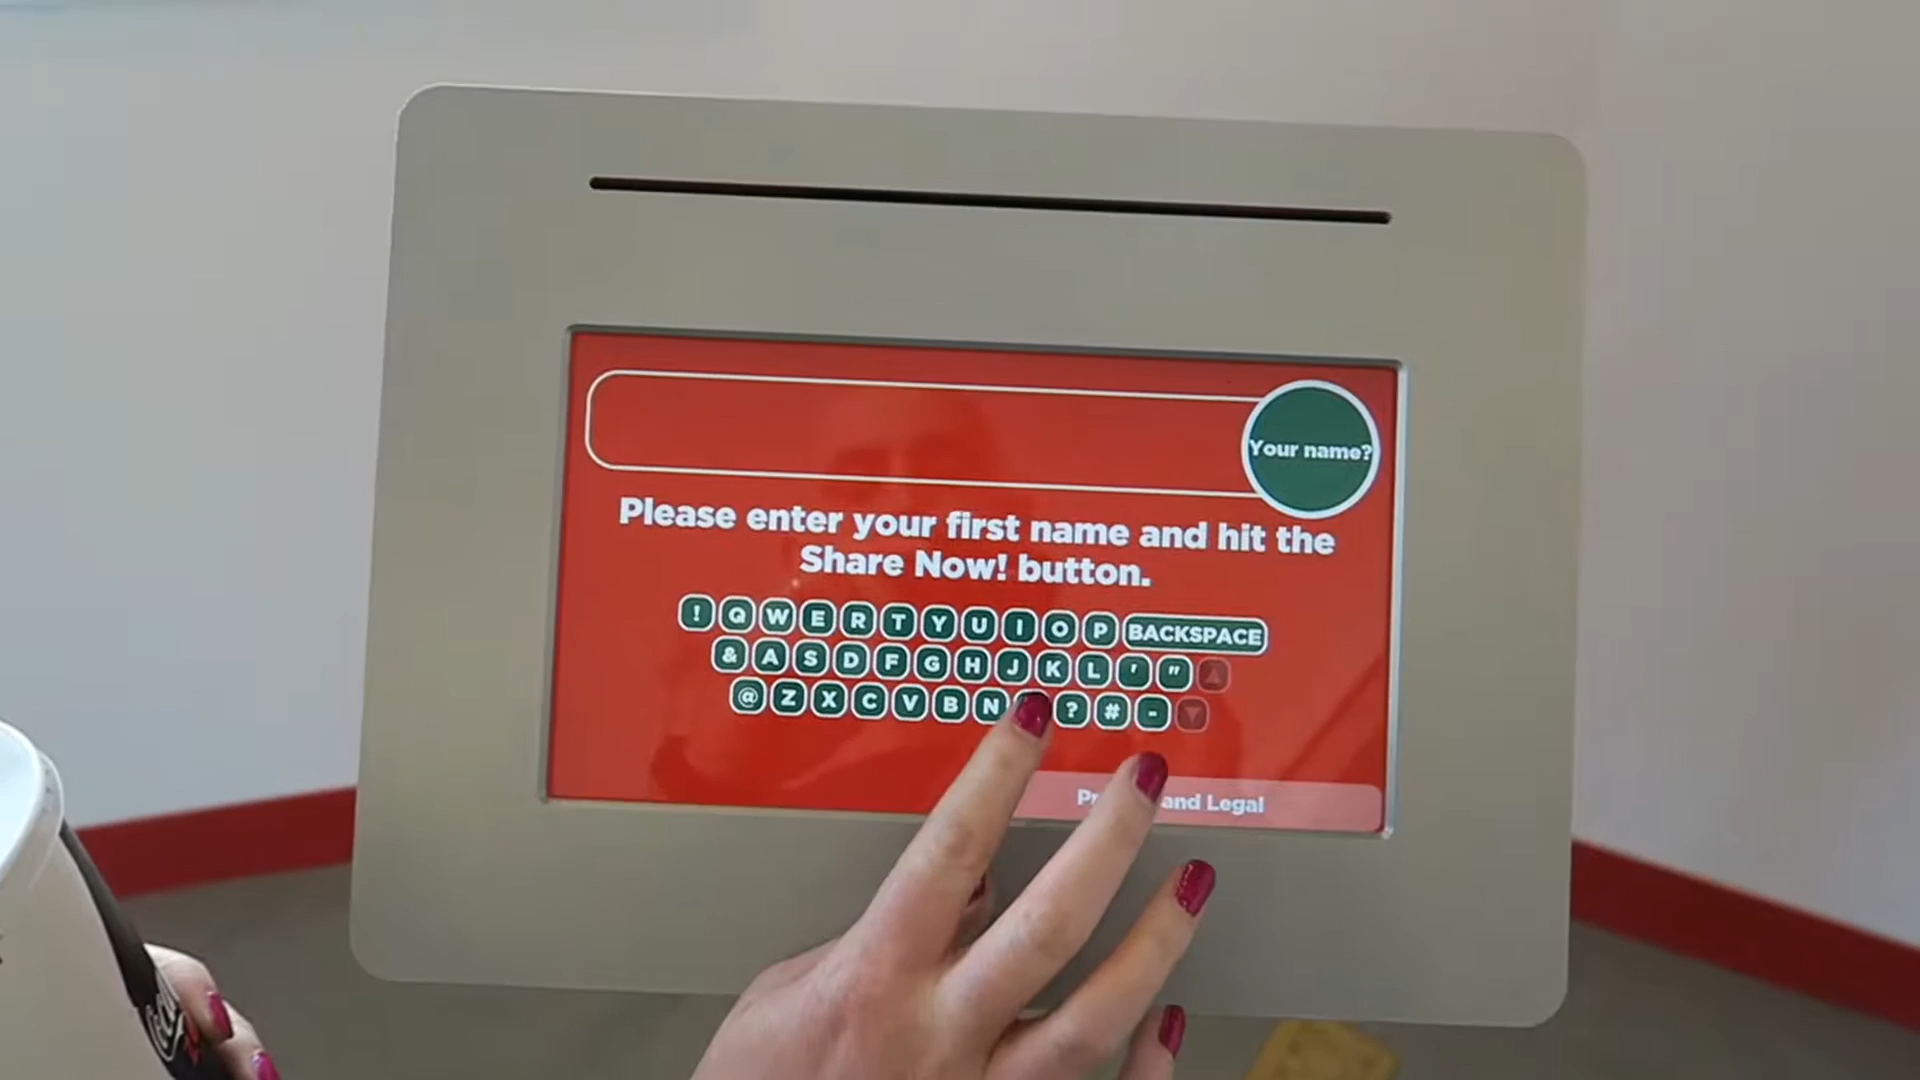 Your name?
Please enter your first name and hit the
Share Now! button.
! Q W E R T Y U I O P BACKSPACE
& A S D F G H J K L ' " ▲
@ Z X C V B N ? # - ▼
and Legal